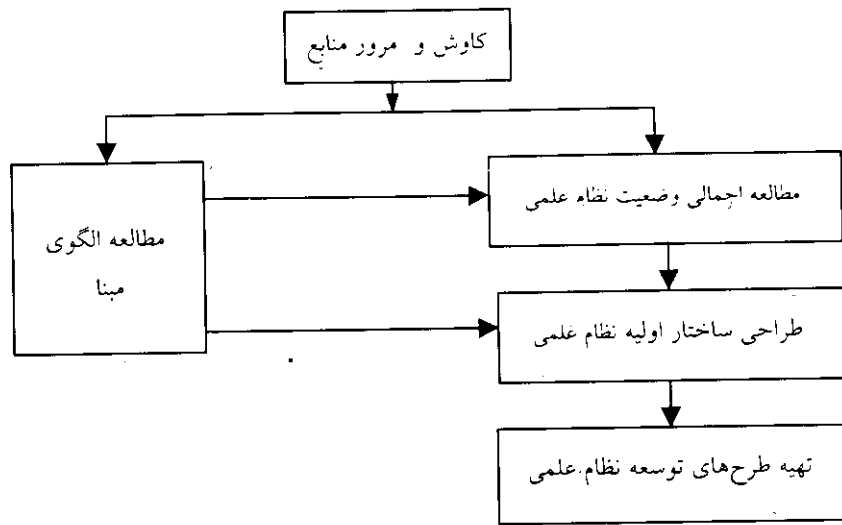 کاوش و مرور منابع
مطالعه اجمالی وضعیت نظام علمی
مطالعه الگوی
مبنا
طراحی ساختار اولیه نظام علمی
تهیه طرح‌های توسعه نظام علمی